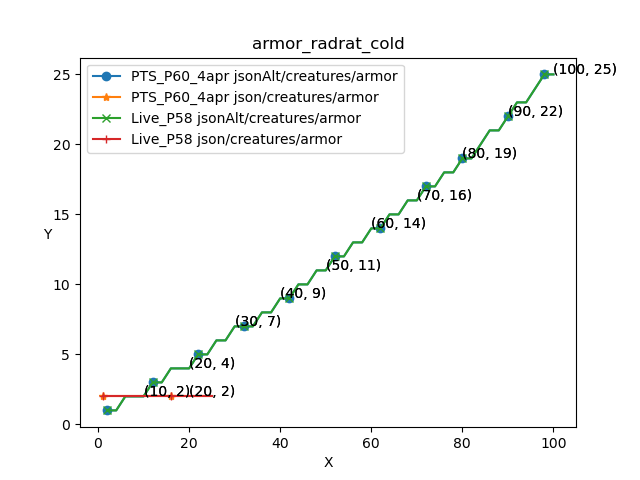 armor_radrat_cold
PTS_P60_4apr jsonAlt/creatures/armor
PTS_P60_4apr json/creatures/armor
Live_P58 jsonAlt/creatures/armor
Live_P58 json/creatures/armor
(100, 25)
(90, 22)
(80, 19)
(70, 16)
(60, 14)
(50, 11)
(40, 9)
(30, 7)
(20, 4)
(10, 2)(20, 2)
25
20
15
10
5
0
Y
0 20 40 60 80 100
X